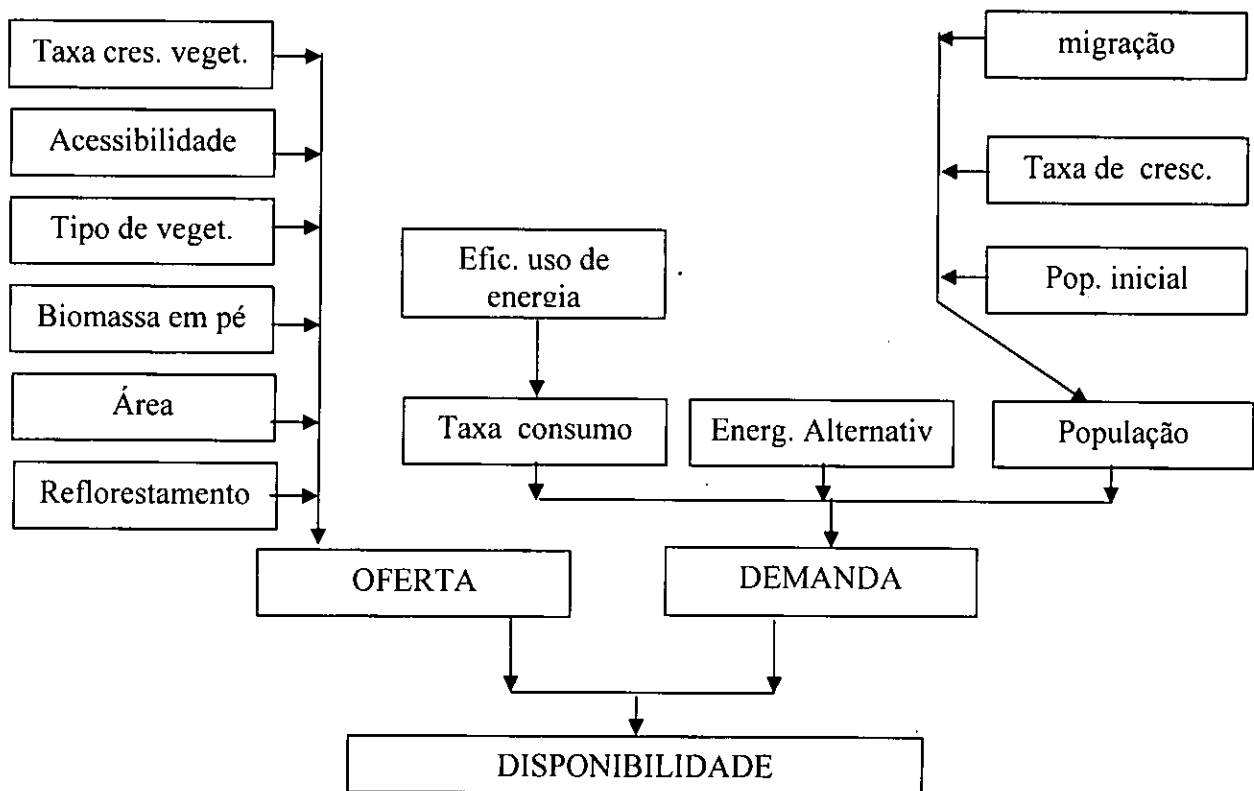 Taxa cres. veget.
Acessibilidade
Tipo de veget.
Biomassa em pé
Área
Reflorestamento
Efic. uso de
energia
migração
Taxa de cresc.
Pop. inicial
Taxa consumo
Energ. Alternativ
População
OFERTA
DEMANDA
DISPONIBILIDADE